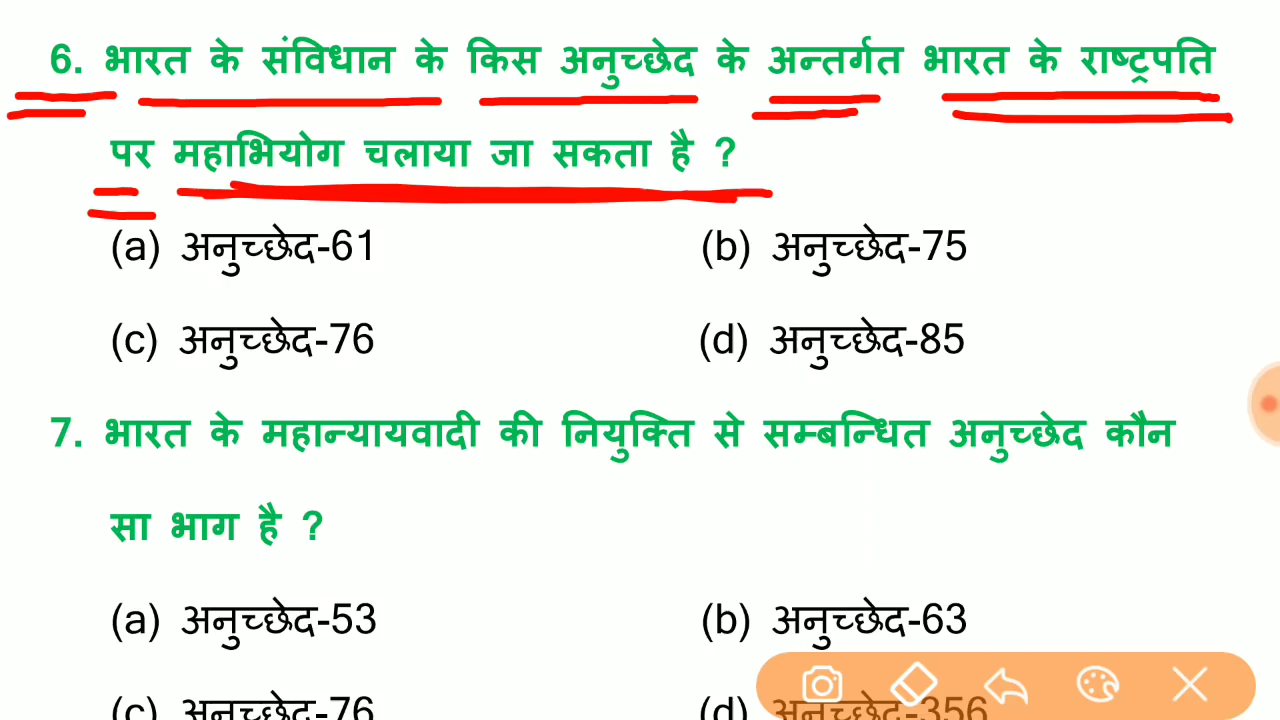 6. भारत के संविधान के किस अनुच्छेद के अन्तर्गत भारत के राष्ट्रपति
पर महाभियोग चलाया जा सकता है ?
(a) अनुच्छेद-61 (b) अनुच्छेद-75
(c) अनुच्छेद-76 (d) अनुच्छेद-85
7. भारत के महान्यायवादी की नियुक्ति से सम्बन्धित अनुच्छेद कौन
सा भाग है ?
(a) अनुच्छेद-53 (b) अनुच्छेद-63
(c) अनुच्छेद-76 (d) अनुच्छेद-356